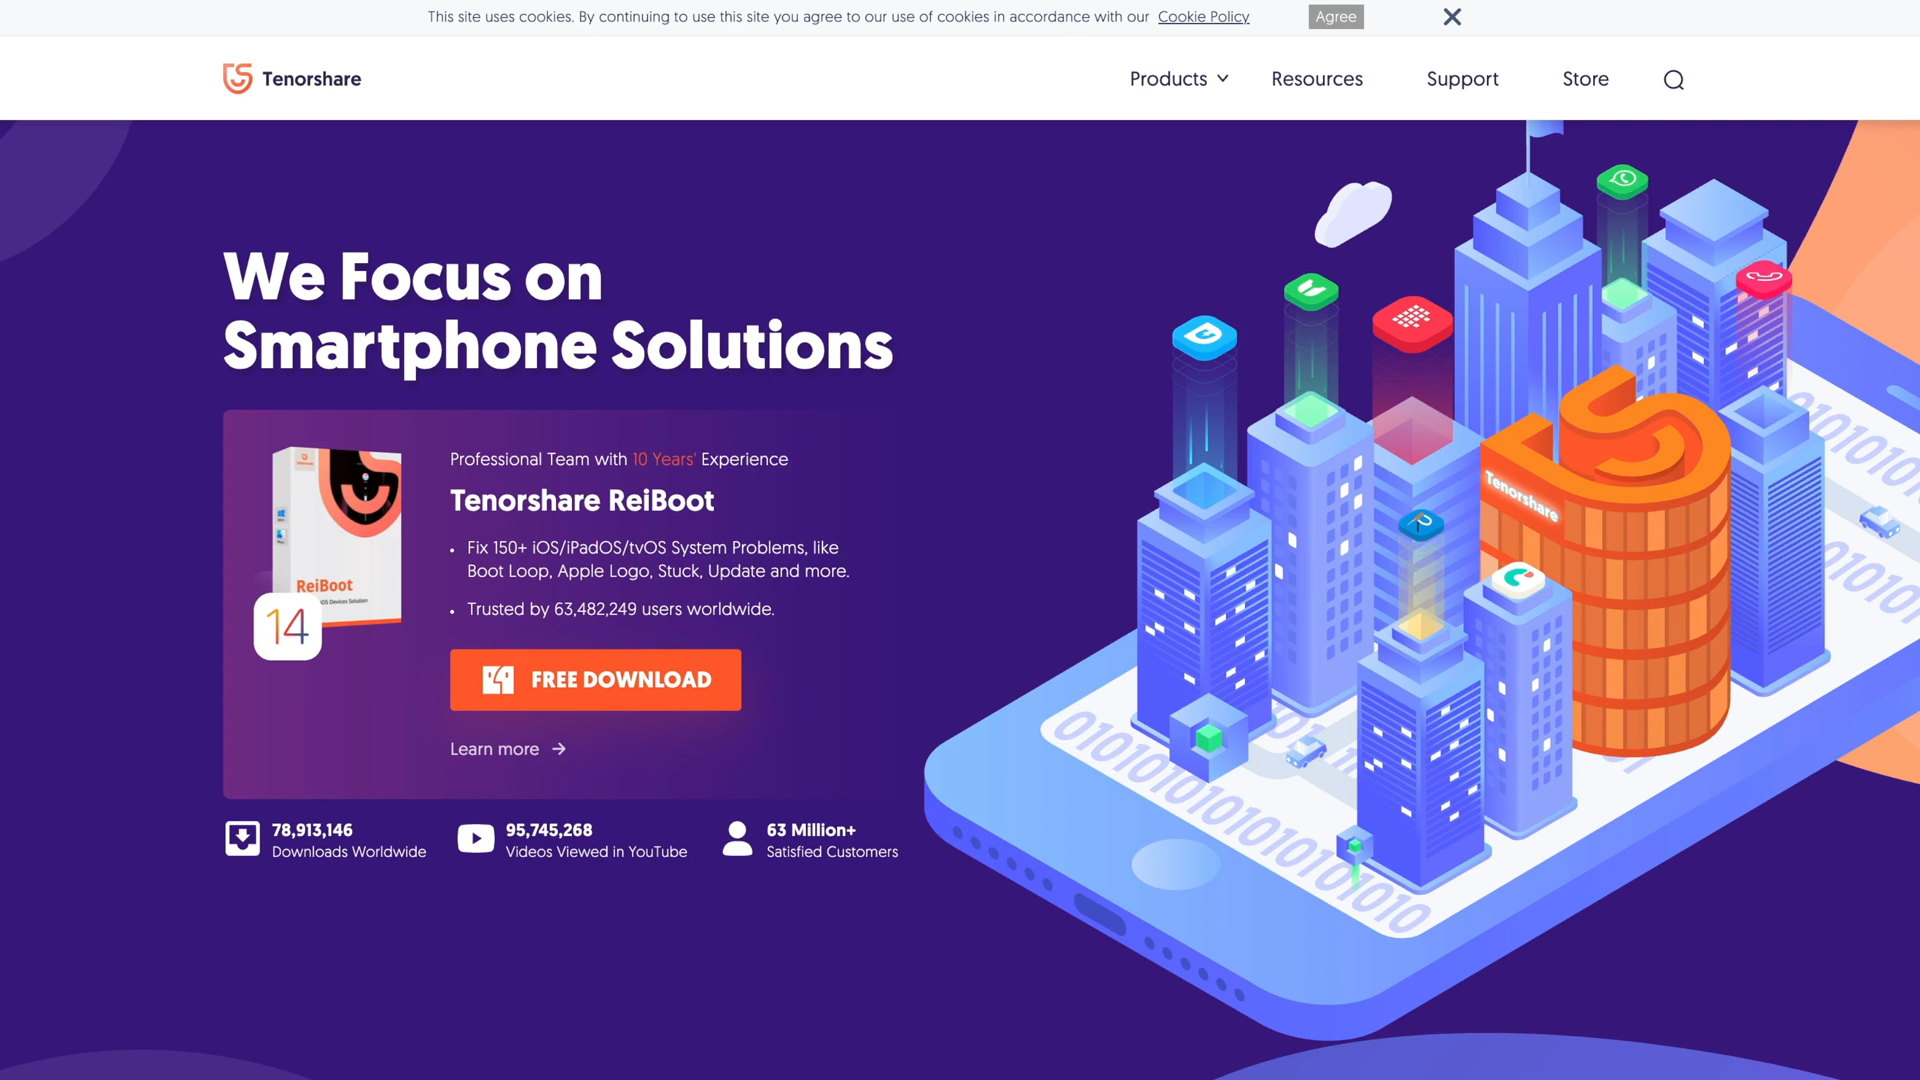 This site uses cookies. By continuing to use this site you agree to our use of cookies in accordance with our Cookie Policy
Agree
Tenorshare
Products
Resources
Support
Store
We Focus on
Smartphone Solutions
Professional Team with 10 Years' Experience
Tenorshare ReiBoot
• Fix 150+ iOS/iPadOS/tvOS System Problems, like
Boot Loop, Apple Logo, Stuck, Update and more.
• Trusted by 63,482,249 users worldwide.
ReiBoot
OS Devices Solution
14
FREE DOWNLOAD
Learn more →
78,913,146
Downloads Worldwide
95,745,268
Videos Viewed in YouTube
63 Million+
Satisfied Customers
Tenorshare
010101010101010101010